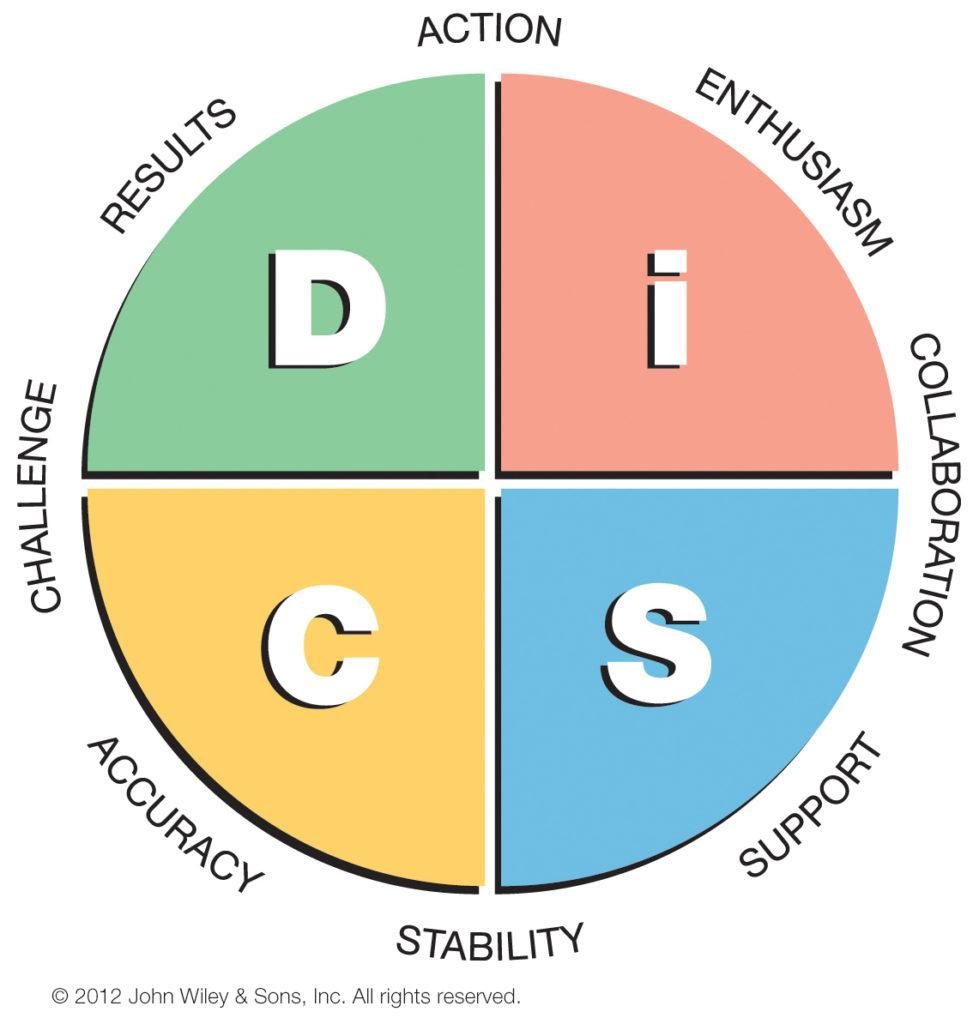 ACTION
ENTHUSIASM
RESULTS
D
i
COLLABORATION
CHALLENGE
C
S
ACCURACY
SUPPORT
STABILITY
© 2012 John Wiley & Sons, Inc. All rights reserved.